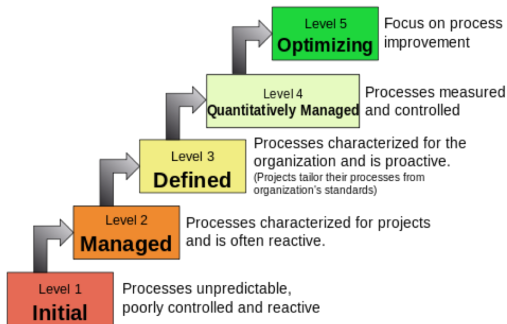 Level 5
Optimizing
Focus on process
improvement
Level 4
Quantitatively Managed
Processes measured
and controlled
Level 3
Defined
Processes characterized for the
organization and is proactive.
(Projects tailor their processes from
organization's standards)
Level 2
Managed
Processes characterized for projects
and is often reactive.
Level 1
Initial
Processes unpredictable,
poorly controlled and reactive